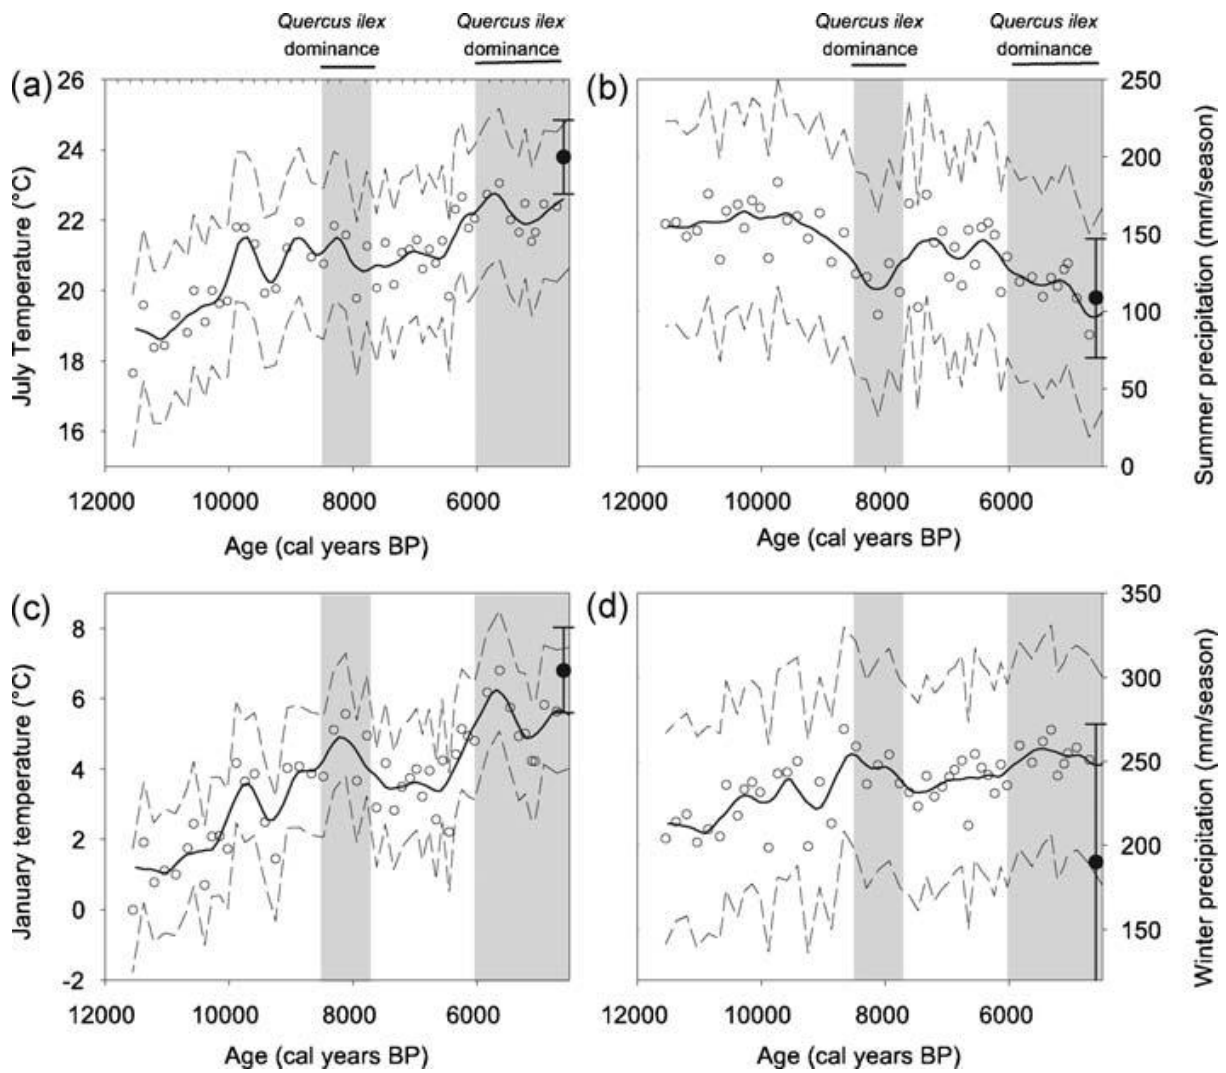 Quercus ilex
dominance
Quercus ilex
dominance
Quercus ilex
dominance
Quercus ilex
dominance
(a)
26
24
22
20
18
16
July Temperature (°C)
12000 10000 8000 6000
Age (cal years BP)
(b)
250
200
150
100
50
0
Summer precipitation (mm/season)
12000 10000 8000 6000
Age (cal years BP)
(c)
8
6
4
2
0
-2
January temperature (°C)
12000 10000 8000 6000
Age (cal years BP)
(d)
350
300
250
200
150
Winter precipitation (mm/season)
12000 10000 8000 6000
Age (cal years BP)